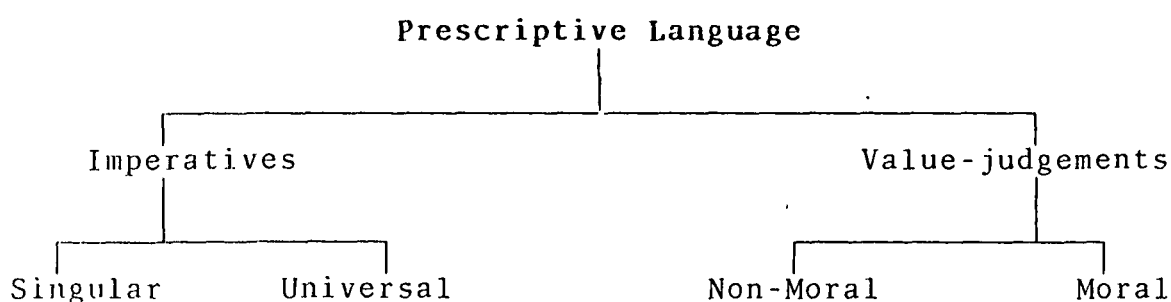 Prescriptive Language
Imperatives Value-judgements
Singular Universal Non-Moral Moral